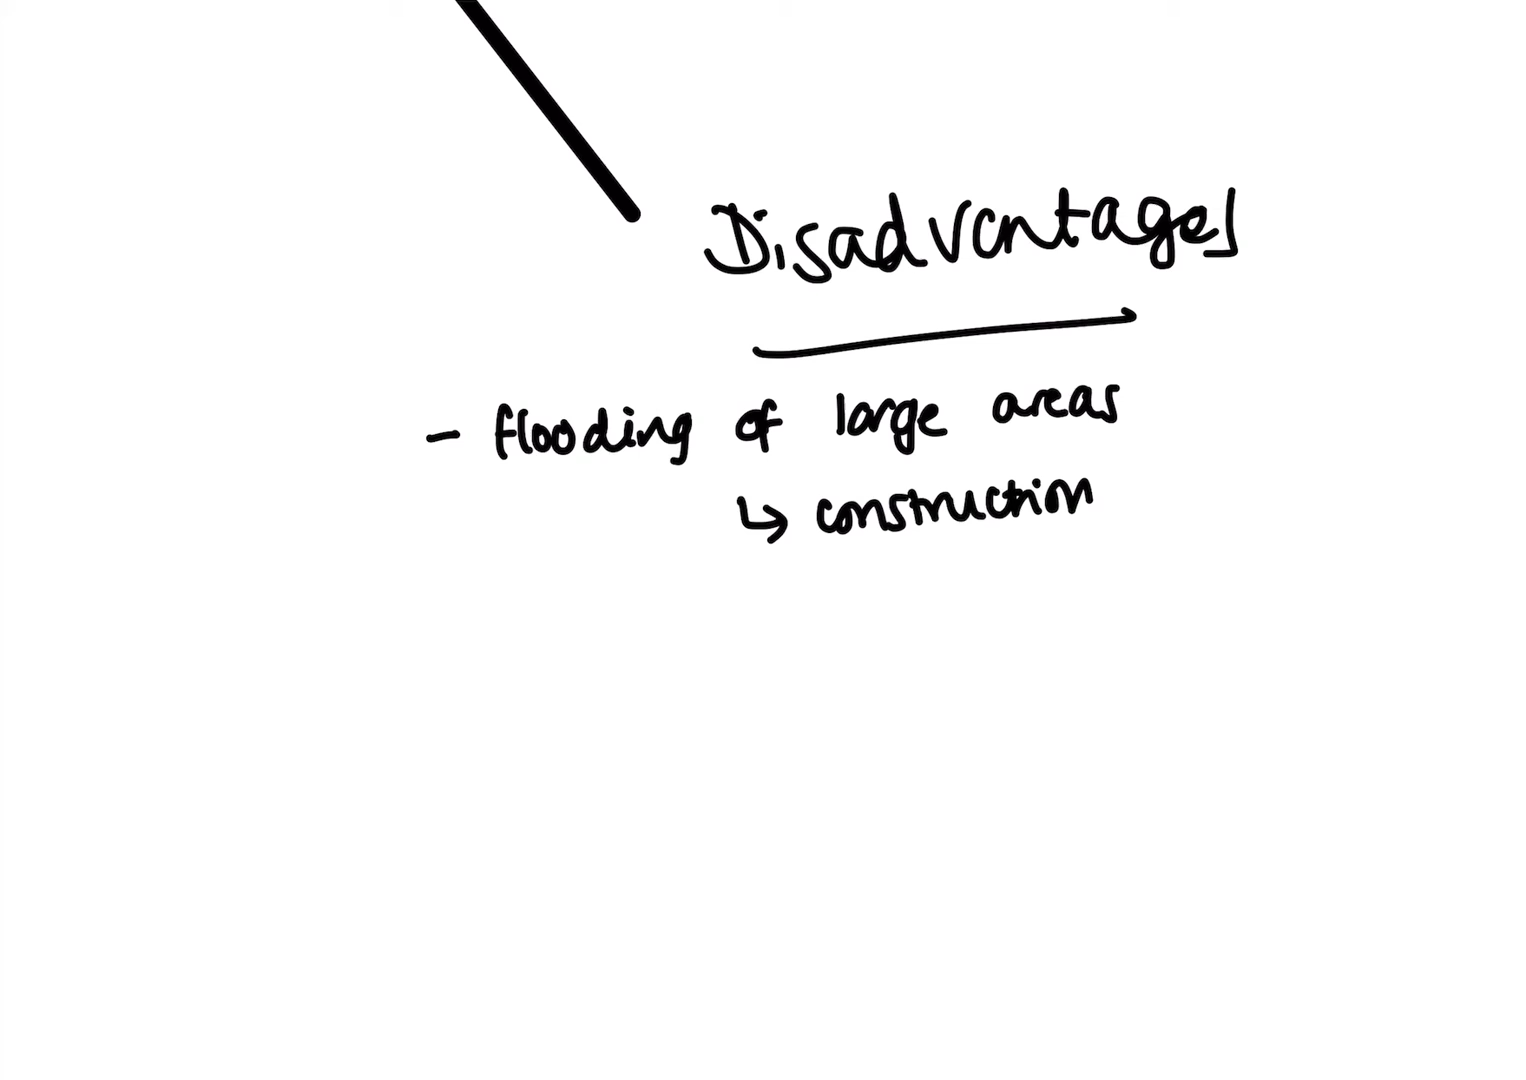 Disadvantages
- flooding of large areas
↳ construction